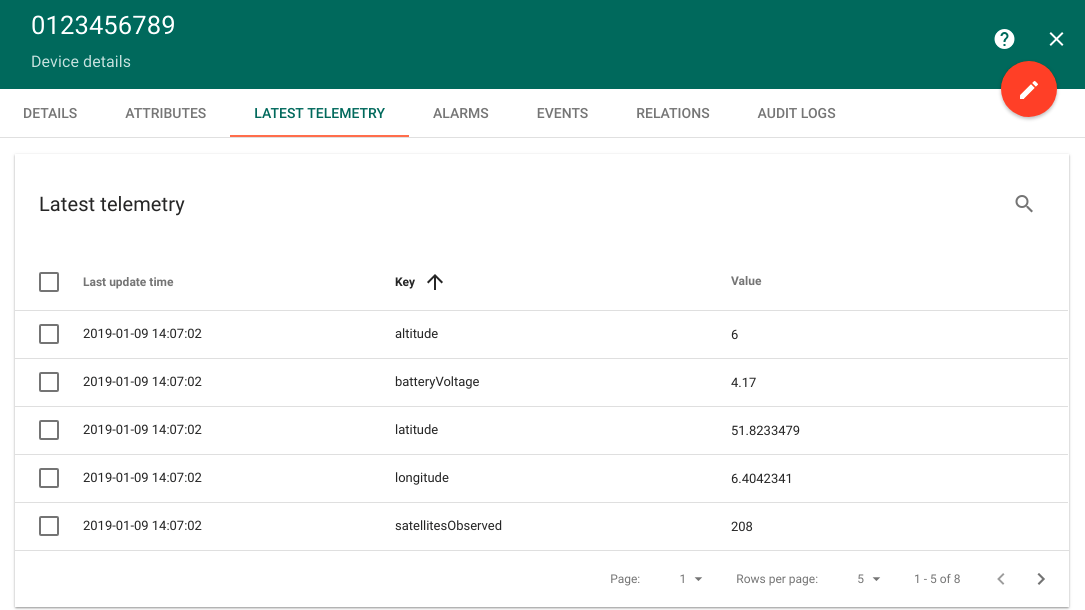 0123456789
Device details
DETAILS ATTRIBUTES LATEST TELEMETRY ALARMS EVENTS RELATIONS AUDIT LOGS
Latest telemetry
Last update time Key Value
2019-01-09 14:07:02 altitude 6
2019-01-09 14:07:02 batteryVoltage 4.17
2019-01-09 14:07:02 latitude 51.8233479
2019-01-09 14:07:02 longitude 6.4042341
2019-01-09 14:07:02 satellitesObserved 208
Page: 1 Rows per page: 5 1 - 5 of 8